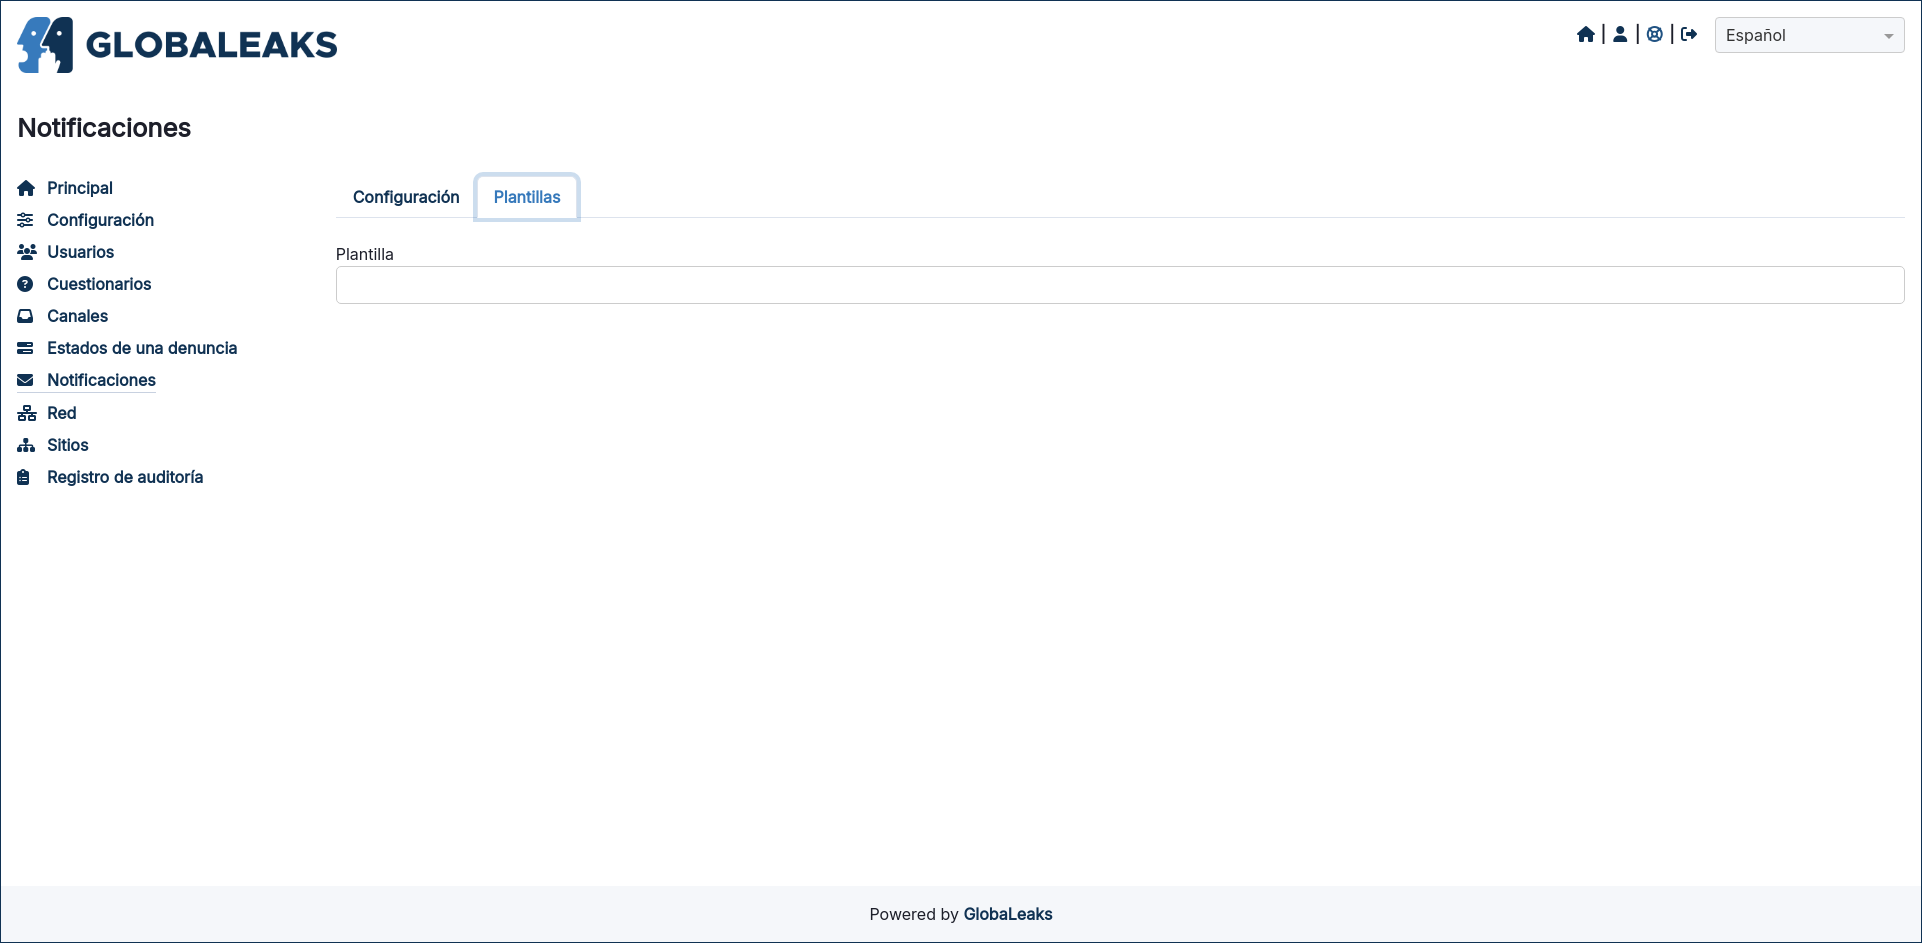 GLOBALEAKS
Español
Notificaciones
Principal
Configuración
Usuarios
Cuestionarios
Canales
Estados de una denuncia
Notificaciones
Red
Sitios
Registro de auditoría
Configuración
Plantillas
Plantilla
Powered by GlobaLeaks